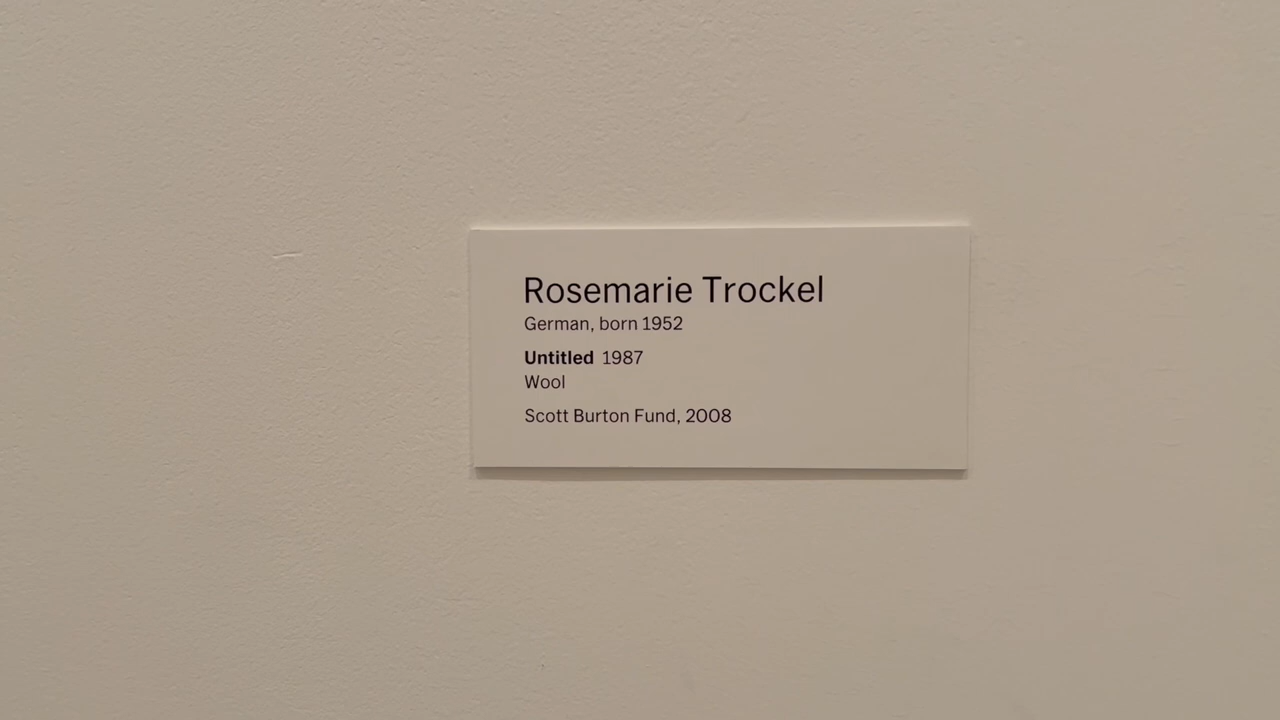 Rosemarie Trockel
German, born 1952
Untitled 1987
Wool
Scott Burton Fund, 2008